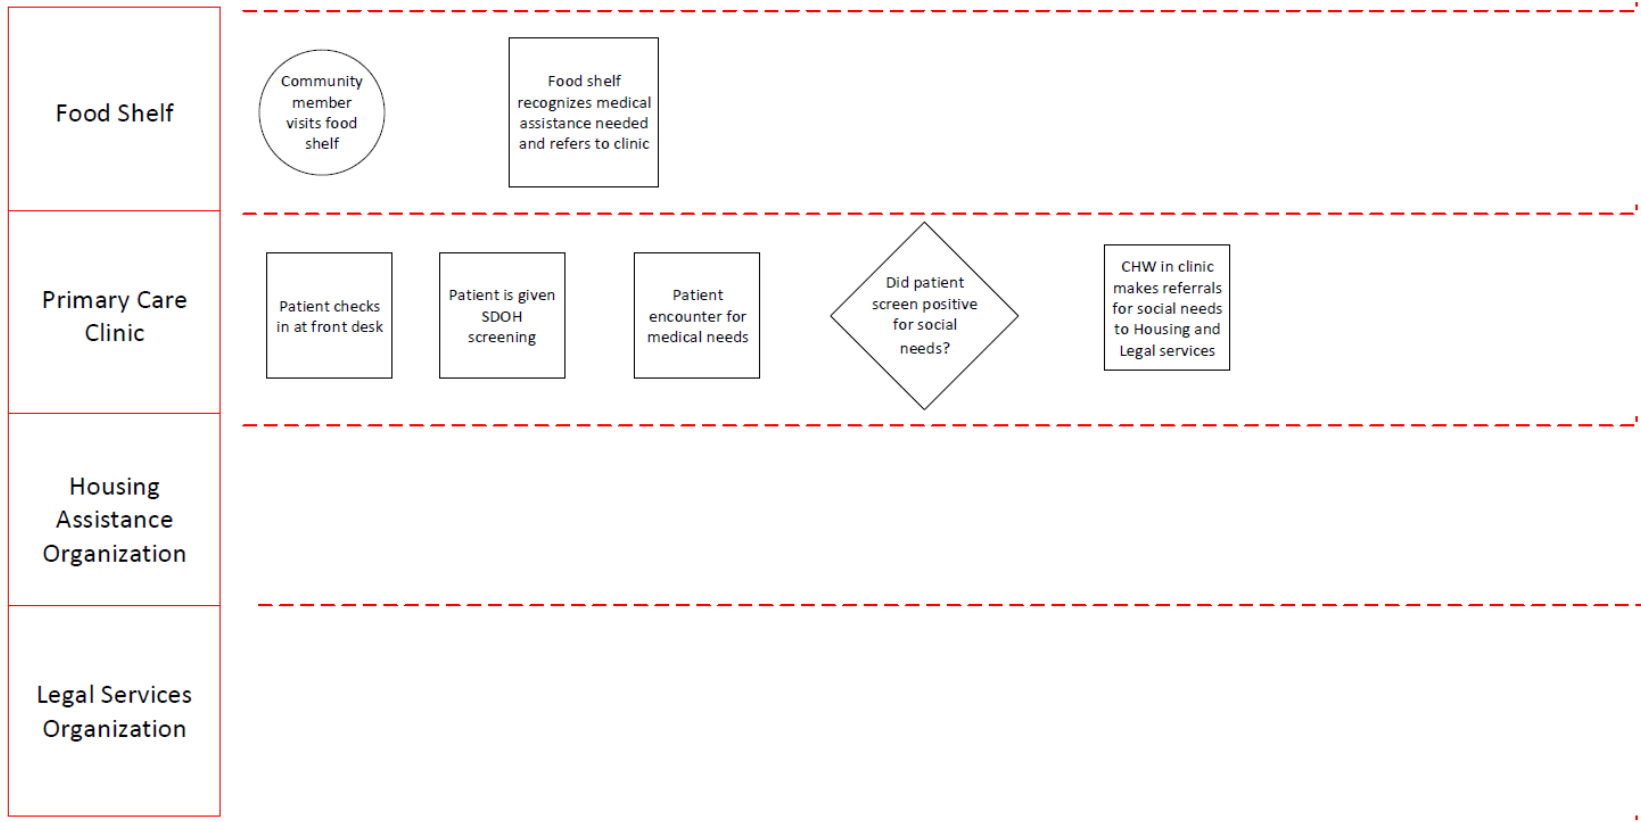 Food Shelf
Community
member
visits food
shelf
Food shelf
recognizes medical
assistance needed
and refers to clinic
Primary Care
Clinic
Patient checks
in at front desk
Patient is given
SDOH
screening
Patient
encounter for
medical needs
Did patient
screen positive
for social
needs?
CHW in clinic
makes referrals
for social needs
to Housing and
Legal services
Housing
Assistance
Organization
Legal Services
Organization